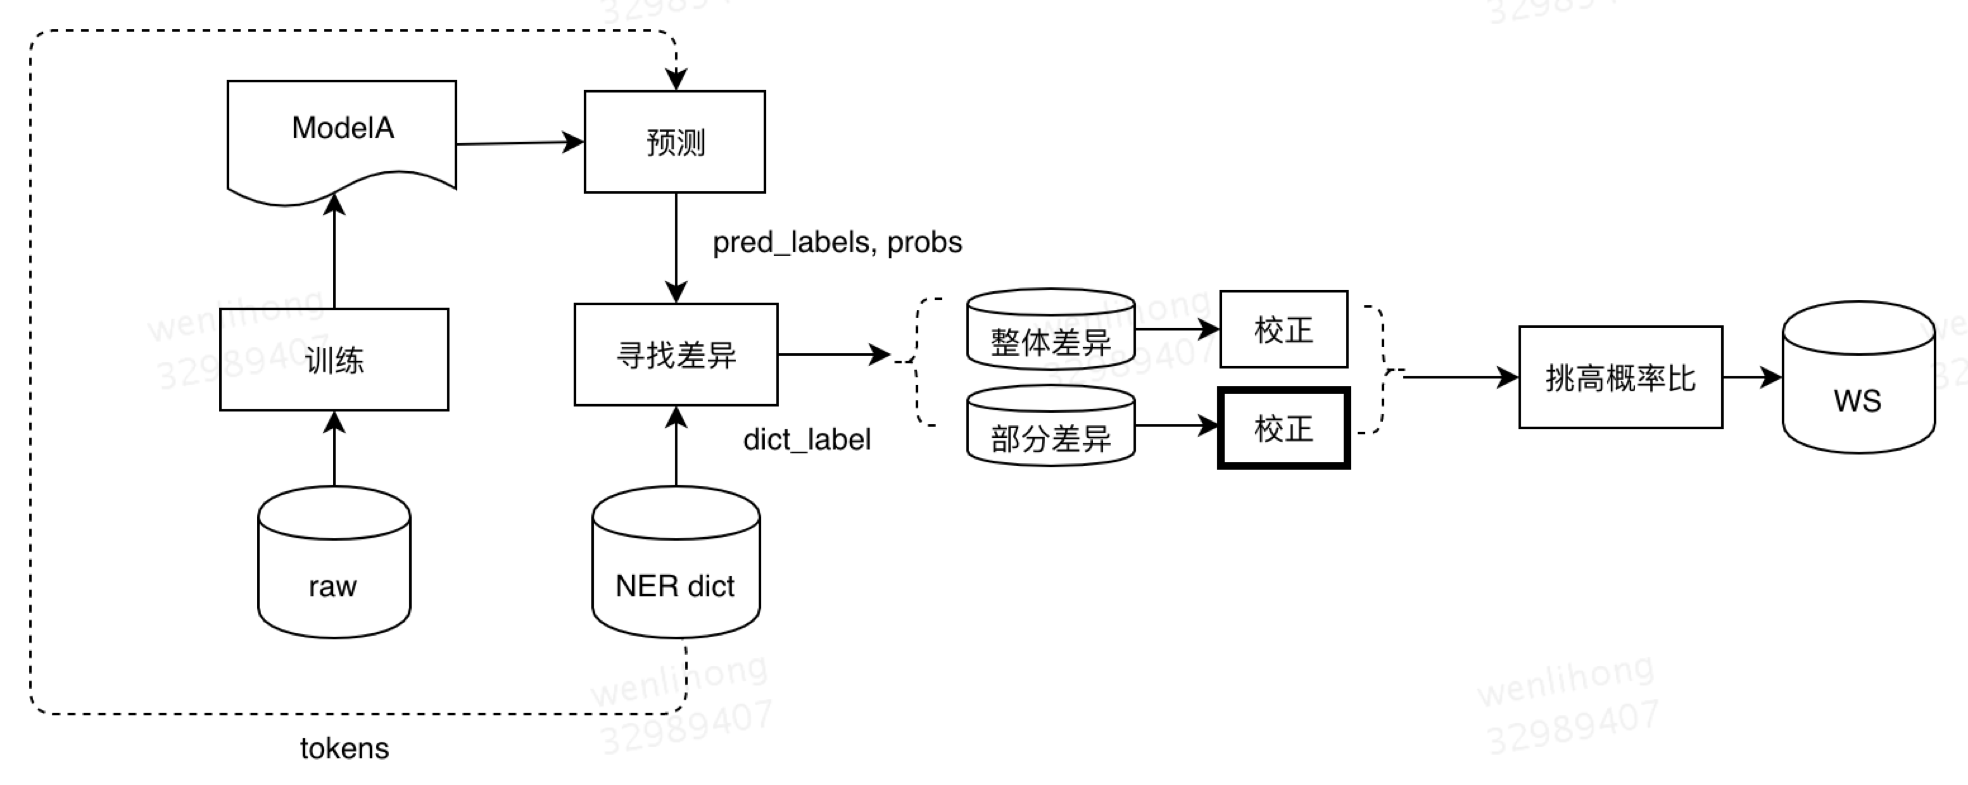 ModelA
预测
pred_labels, probs
训练
寻找差异
整体差异
校正
部分差异
校正
挑高概率比
WS
dict_label
raw
NER dict
tokens
wenlihong
32989407
wenlihong
32989407
wenlihong
32989407
wenlihong
32989407
32989407
32989407